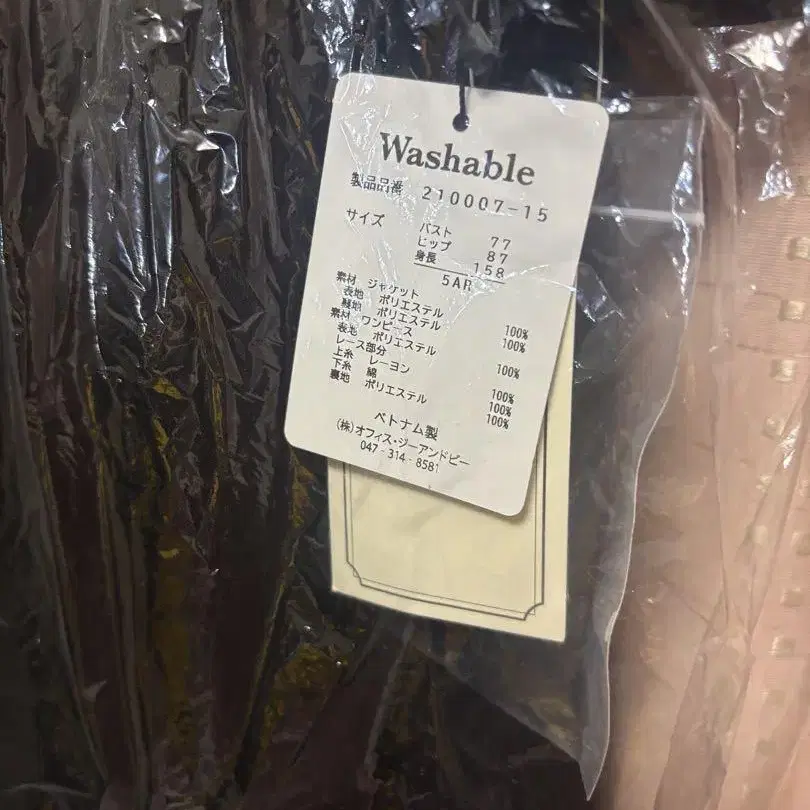 Washable
製品品番 210007-15
サイズ バスト 77
ヒップ 87
身長 158
5AR
素材 ジャケット
表地 ポリエステル 100%
裏地 ポリエステル 100%
素材 ワンピース
表地 ポリエステル 100%
レース部分
上糸 レーヨン 100%
下糸 綿 100%
裏地 ポリエステル 100%
ベトナム製
(株)オフィス・ジーアンドビー
047-314-8581